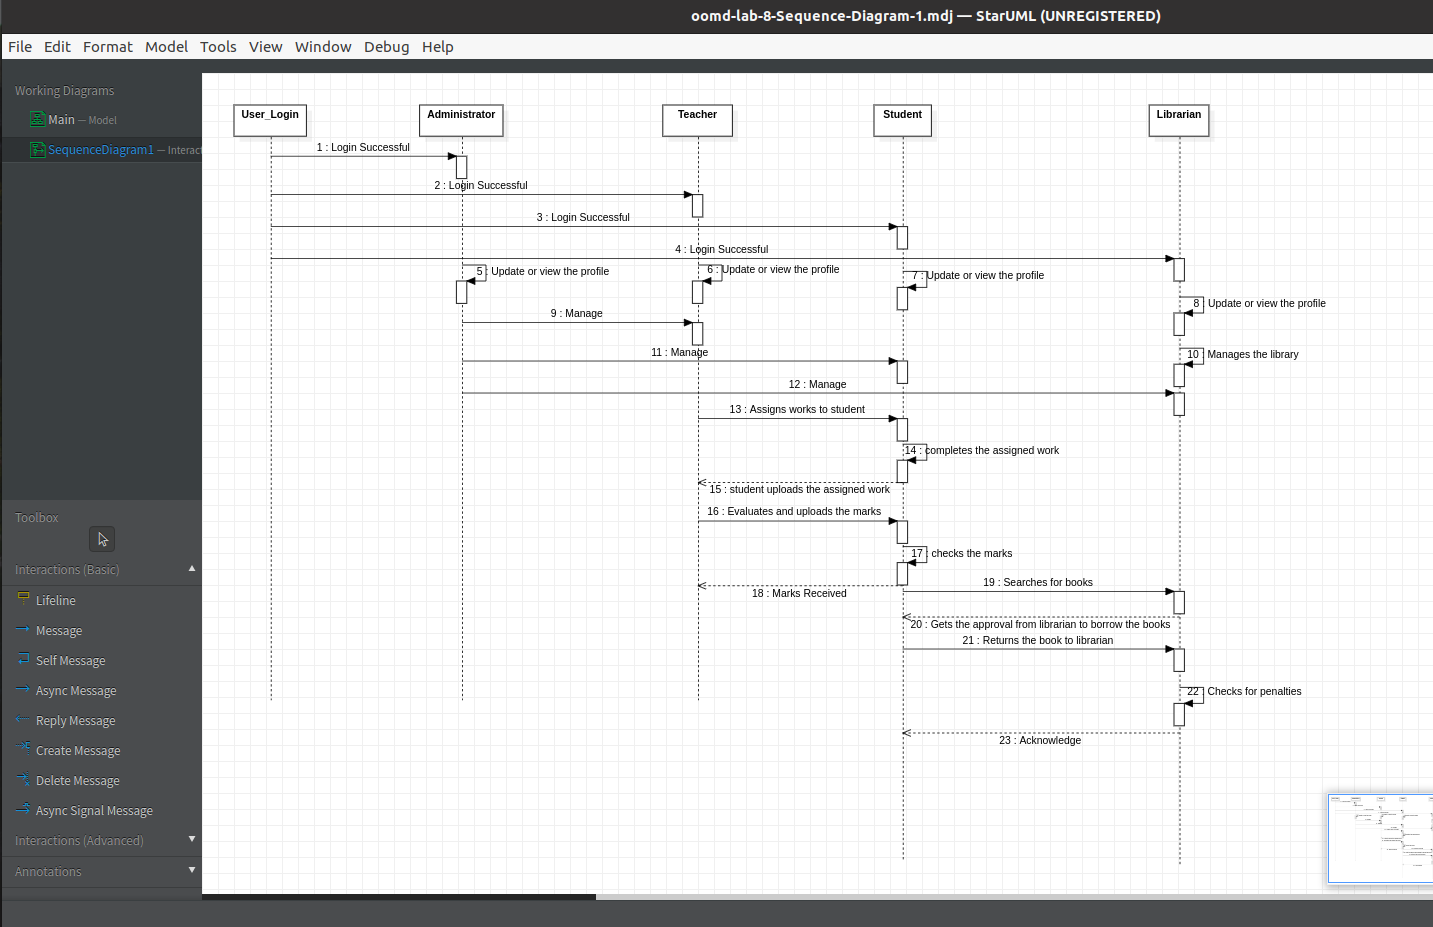 oomd-lab-8-Sequence-Diagram-1.mdj — StarUML (UNREGISTERED)
File Edit Format Model Tools View Window Debug Help
Working Diagrams
Main — Model
SequenceDiagram1 — Interact
Toolbox
Interactions (Basic)
Lifeline
Message
Self Message
Async Message
Reply Message
Create Message
Delete Message
Async Signal Message
Interactions (Advanced)
Annotations
User_Login
Administrator
Teacher
Student
Librarian
1 : Login Successful
2 : Login Successful
3 : Login Successful
4 : Login Successful
5 : Update or view the profile
6 : Update or view the profile
7 : Update or view the profile
8 : Update or view the profile
9 : Manage
11 : Manage
10 : Manages the library
12 : Manage
13 : Assigns works to student
14 : completes the assigned work
15 : student uploads the assigned work
16 : Evaluates and uploads the marks
17 : checks the marks
18 : Marks Received
19 : Searches for books
20 : Gets the approval from librarian to borrow the books
21 : Returns the book to librarian
22 : Checks for penalties
23 : Acknowledge